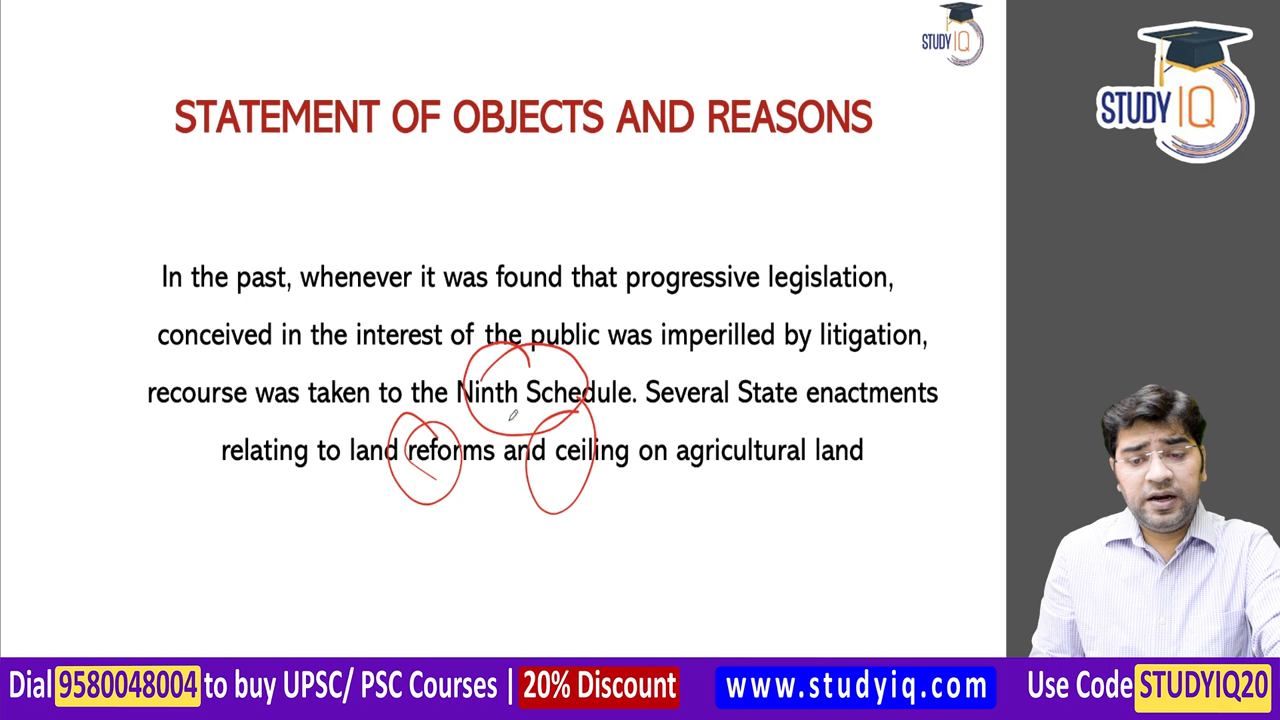 STUDY IQ
STUDY IQ
STATEMENT OF OBJECTS AND REASONS
In the past, whenever it was found that progressive legislation,
conceived in the interest of the public was imperilled by litigation,
recourse was taken to the Ninth Schedule. Several State enactments
relating to land reforms and ceiling on agricultural land
Dial 9580048004 to buy UPSC/ PSC Courses | 20% Discount www.studyiq.com Use Code STUDYIQ20